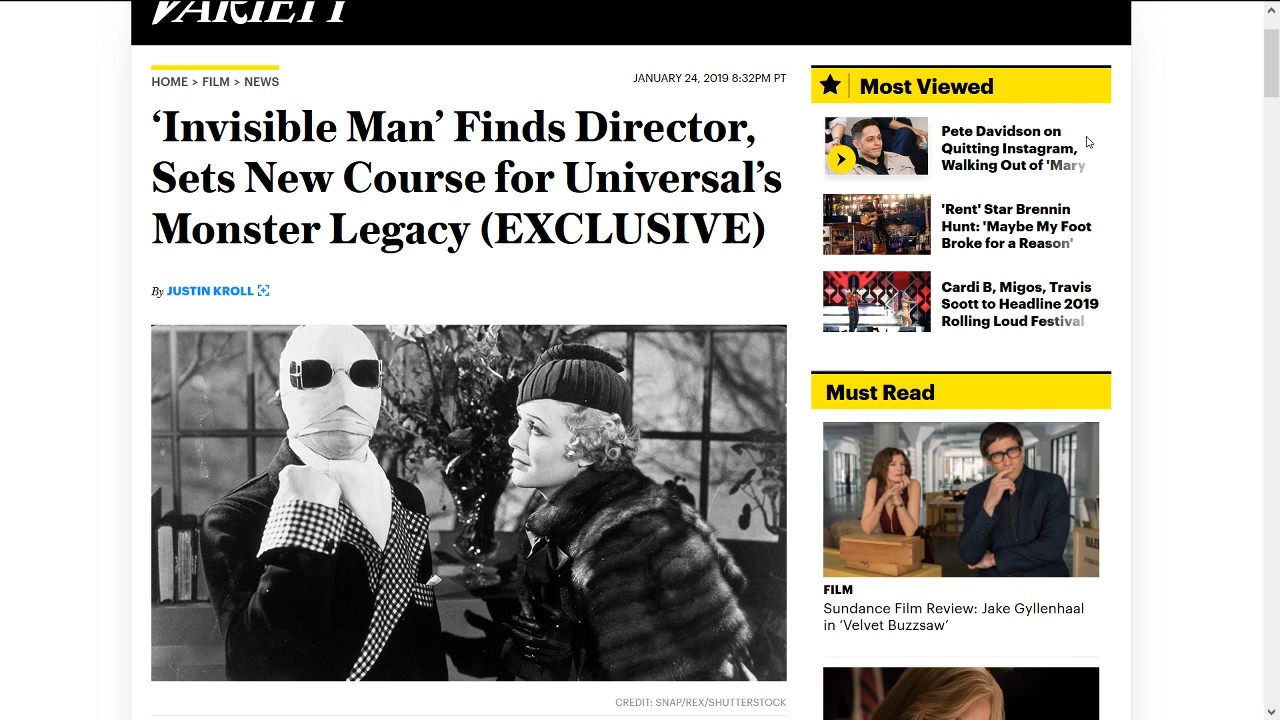 VARIETY
HOME > FILM > NEWS
JANUARY 24, 2019 8:32PM PT
‘Invisible Man’ Finds Director,
Sets New Course for Universal’s
Monster Legacy (EXCLUSIVE)
By JUSTIN KROLL
CREDIT: SNAP/REX/SHUTTERSTOCK
Most Viewed
Pete Davidson on
Quitting Instagram,
Walking Out of 'Mary
'Rent' Star Brennin
Hunt: 'Maybe My Foot
Broke for a Reason'
Cardi B, Migos, Travis
Scott to Headline 2019
Rolling Loud Festival
Must Read
FILM
Sundance Film Review: Jake Gyllenhaal
in ‘Velvet Buzzsaw’